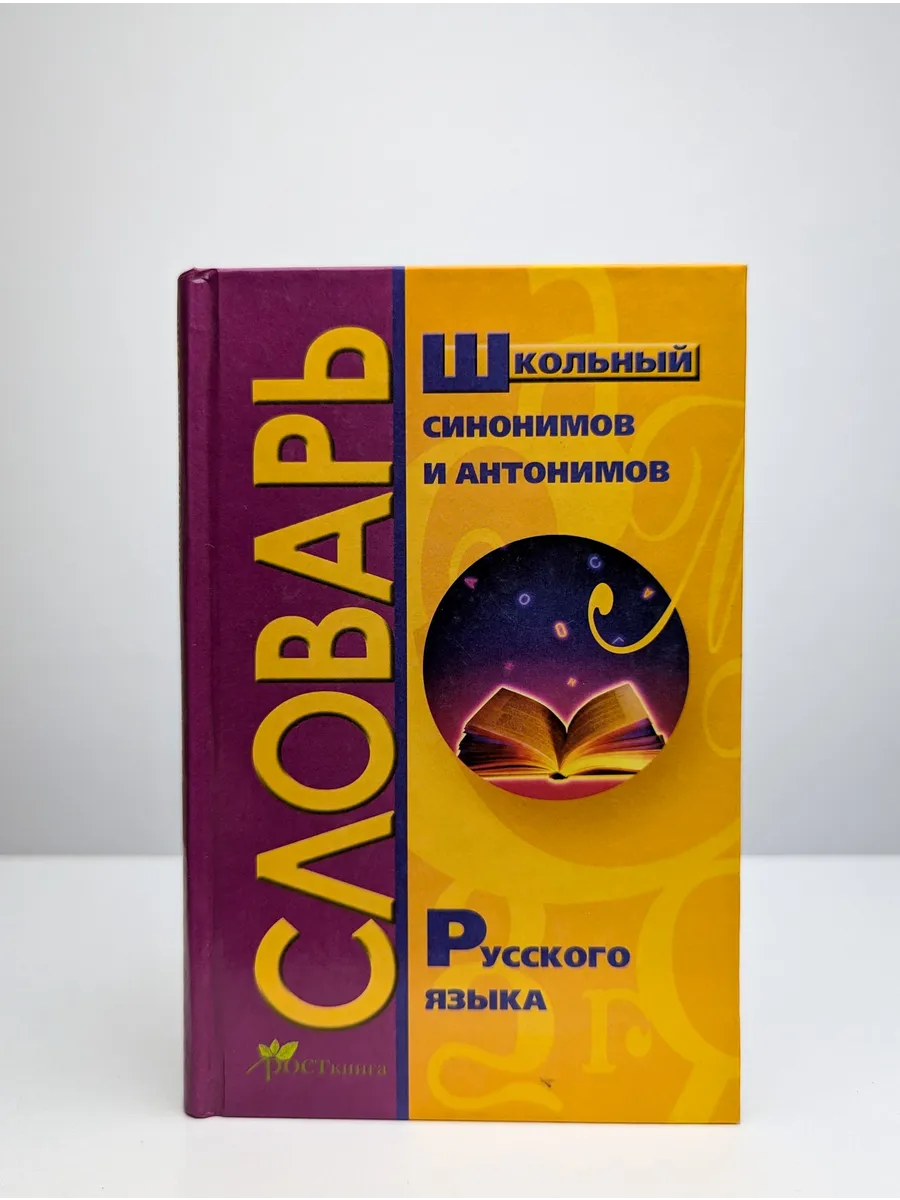 СЛОВАРЬ
Школьный
синонимов
и антонимов
Русского
языка
РОСТкнига